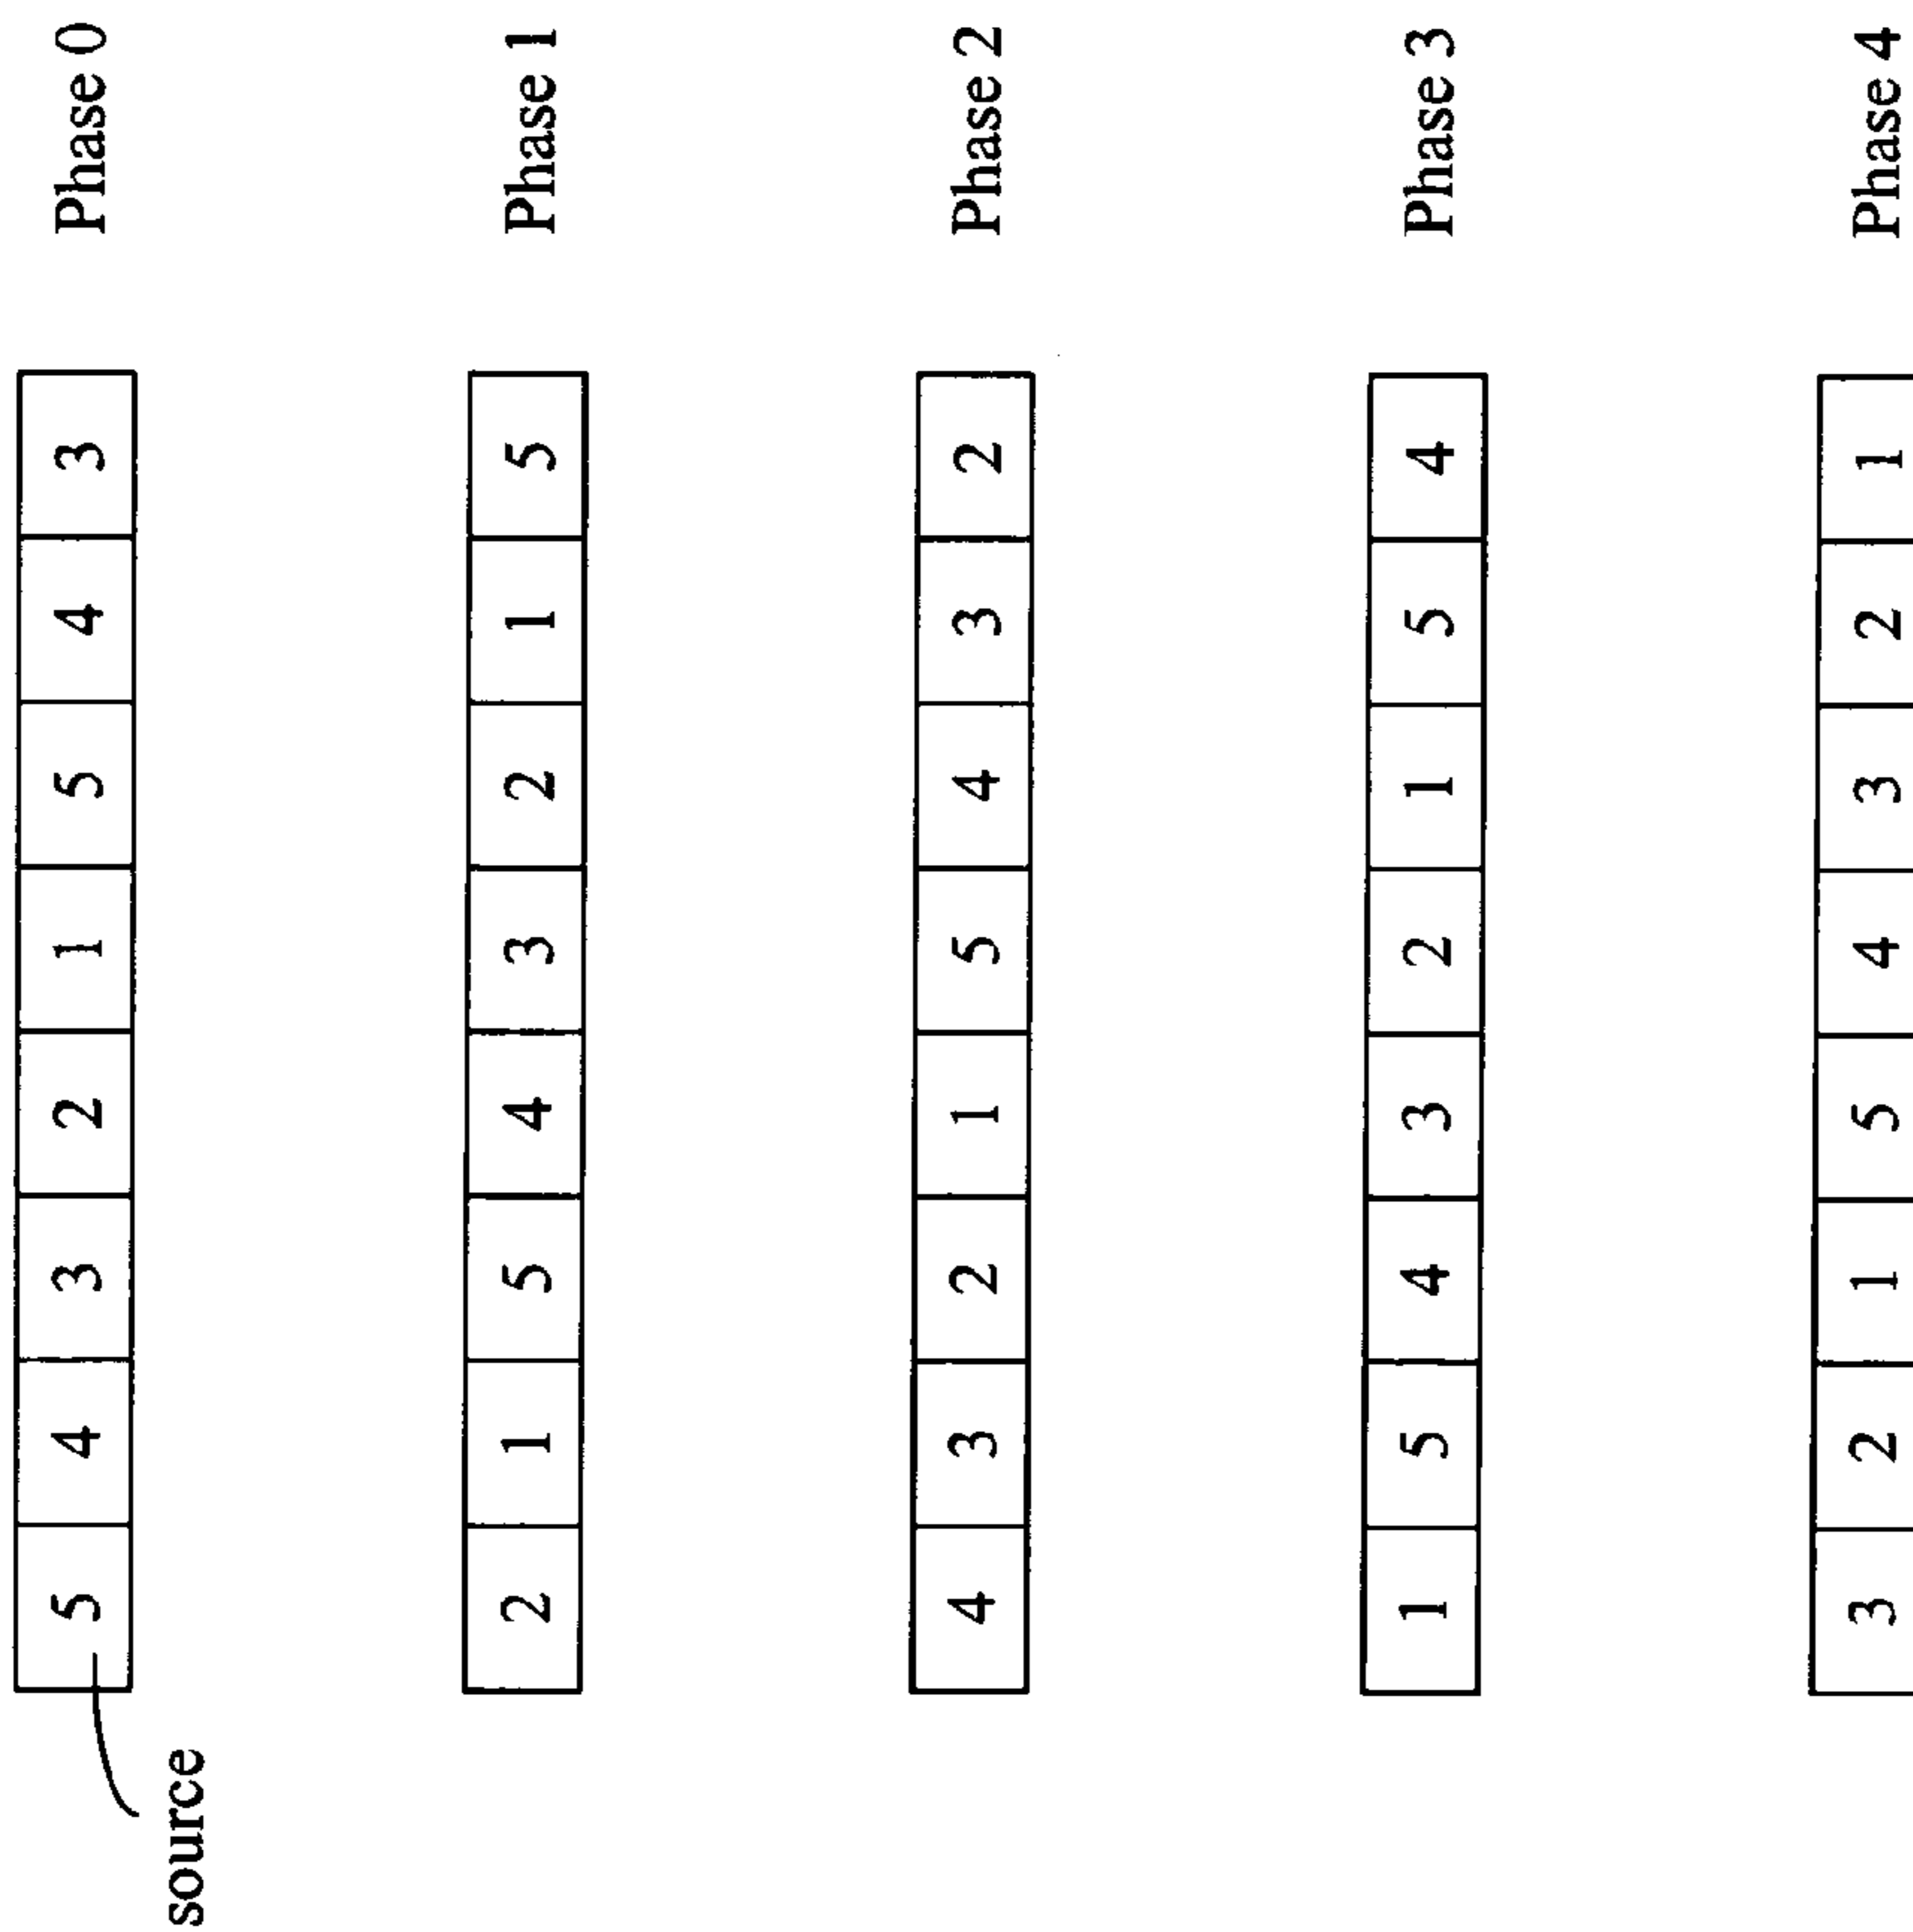 5 4 3 2 1 5 4 3 Phase 0
source
2 1 5 4 3 2 1 5 Phase 1
4 3 2 1 5 4 3 2 Phase 2
1 5 4 3 2 1 5 4 Phase 3
3 2 1 5 4 3 2 1 Phase 4